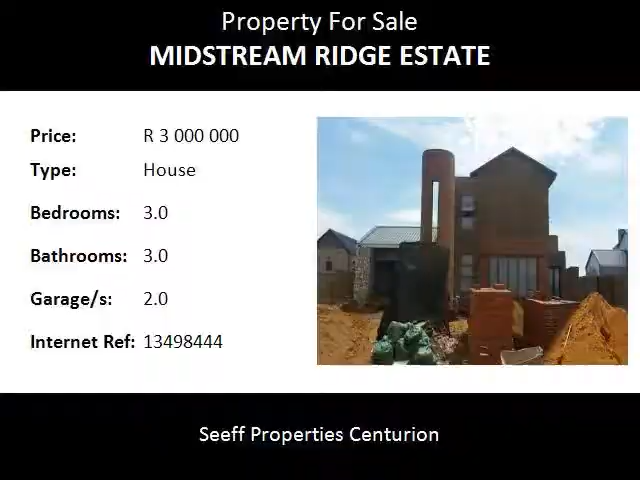 Property For Sale
MIDSTREAM RIDGE ESTATE
Price: R 3 000 000
Type: House
Bedrooms: 3.0
Bathrooms: 3.0
Garage/s: 2.0
Internet Ref: 13498444
Seeff Properties Centurion